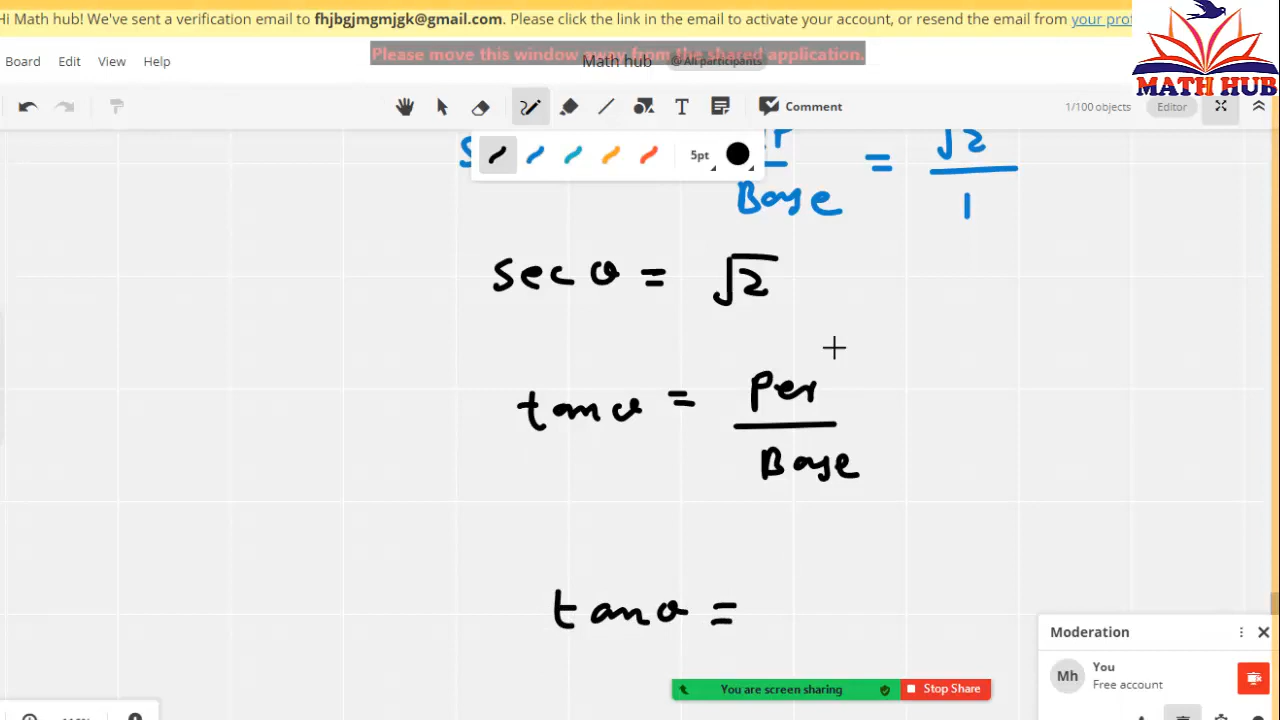 Hi Math hub! We've sent a verification email to fhjbgjmgmjgk@gmail.com. Please click the link in the email to activate your account, or resend the email from your prof
Please move this window away from the shared application.
Board Edit View Help
Math hub
All participants
MATH HUB
Comment
1/100 objects
Editor
5pt
Base = √2/1
sec θ = √2
tan θ = Per/Base
tan θ =
Moderation
Mh You
Free account
You are screen sharing
Stop Share